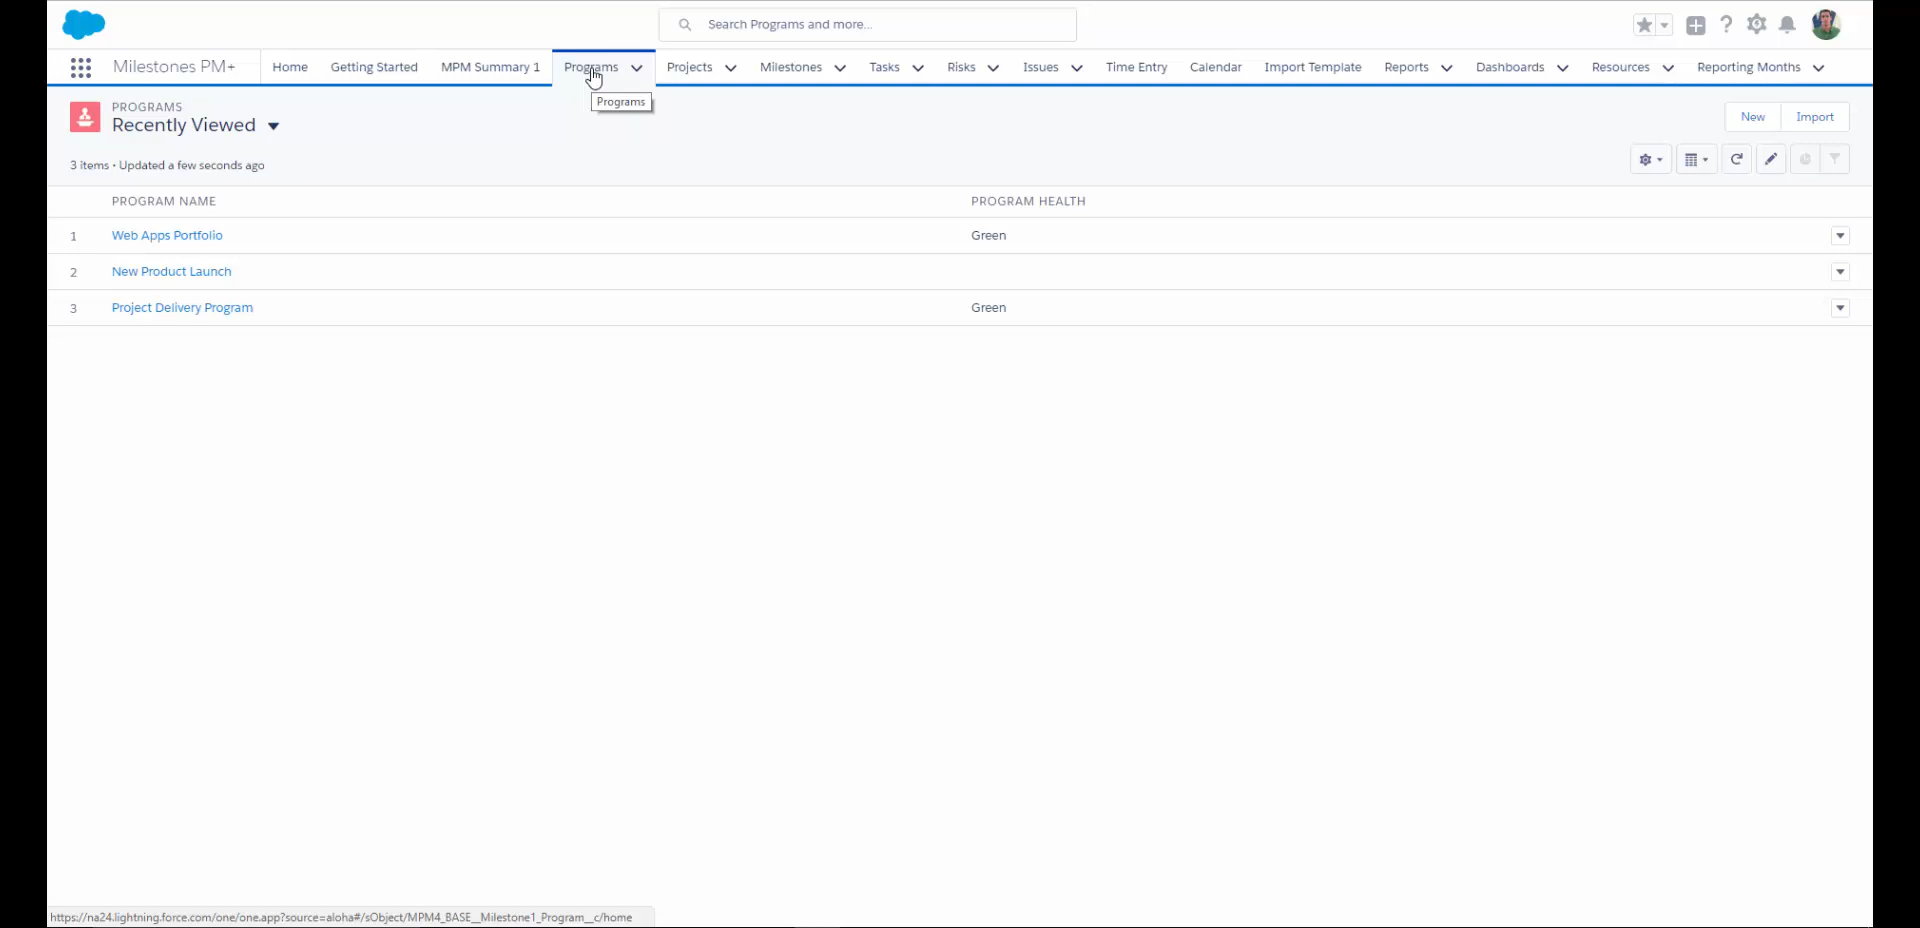 Search Programs and more...
Milestones PM+
Home
Getting Started
MPM Summary 1
Programs
Projects
Milestones
Tasks
Risks
Issues
Time Entry
Calendar
Import Template
Reports
Dashboards
Resources
Reporting Months
Programs
PROGRAMS
Recently Viewed
New
Import
3 items • Updated a few seconds ago
PROGRAM NAME
PROGRAM HEALTH
1 Web Apps Portfolio Green
2 New Product Launch
3 Project Delivery Program Green
https://na24.lightning.force.com/one/one.app?source=aloha#/sObject/MPM4_BASE__Milestone1_Program__c/home